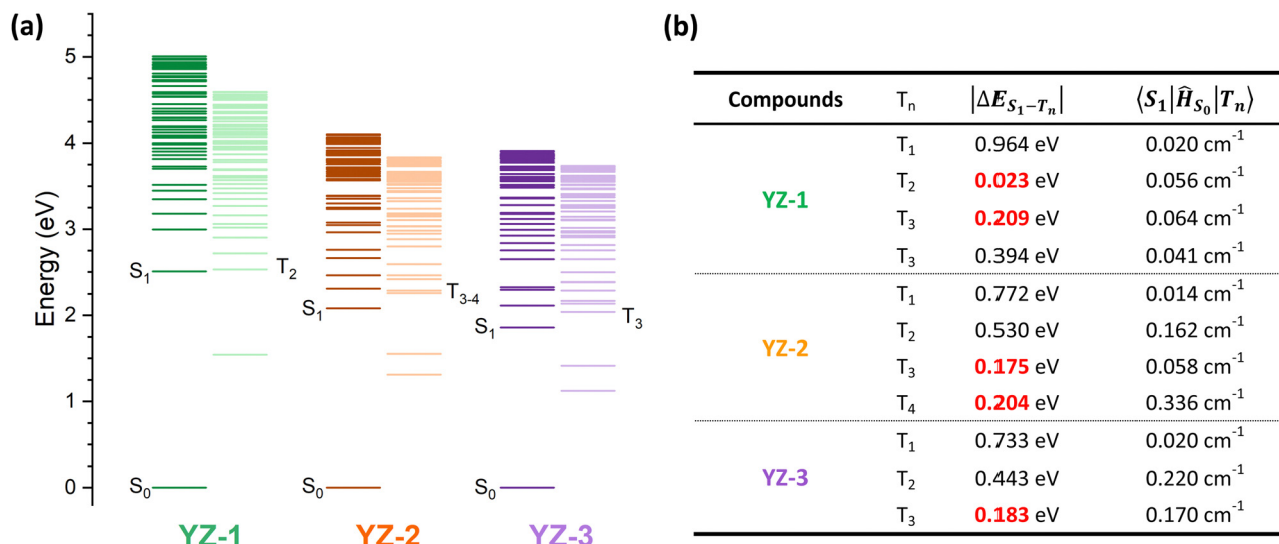 (a)
5
4
3
2
1
0
Energy (eV)
S₁
T₂
S₀
YZ-1
S₁
T₃₋₄
S₀
YZ-2
S₁
T₃
S₀
YZ-3
(b)
Compounds Tₙ |ΔE_S₁₋Tₙ| ⟨S₁|Ĥ_S₀|Tₙ⟩
YZ-1
T₁ 0.964 eV 0.020 cm⁻¹
T₂ 0.023 eV 0.056 cm⁻¹
T₃ 0.209 eV 0.064 cm⁻¹
T₃ 0.394 eV 0.041 cm⁻¹
YZ-2
T₁ 0.772 eV 0.014 cm⁻¹
T₂ 0.530 eV 0.162 cm⁻¹
T₃ 0.175 eV 0.058 cm⁻¹
T₄ 0.204 eV 0.336 cm⁻¹
YZ-3
T₁ 0.733 eV 0.020 cm⁻¹
T₂ 0.443 eV 0.220 cm⁻¹
T₃ 0.183 eV 0.170 cm⁻¹